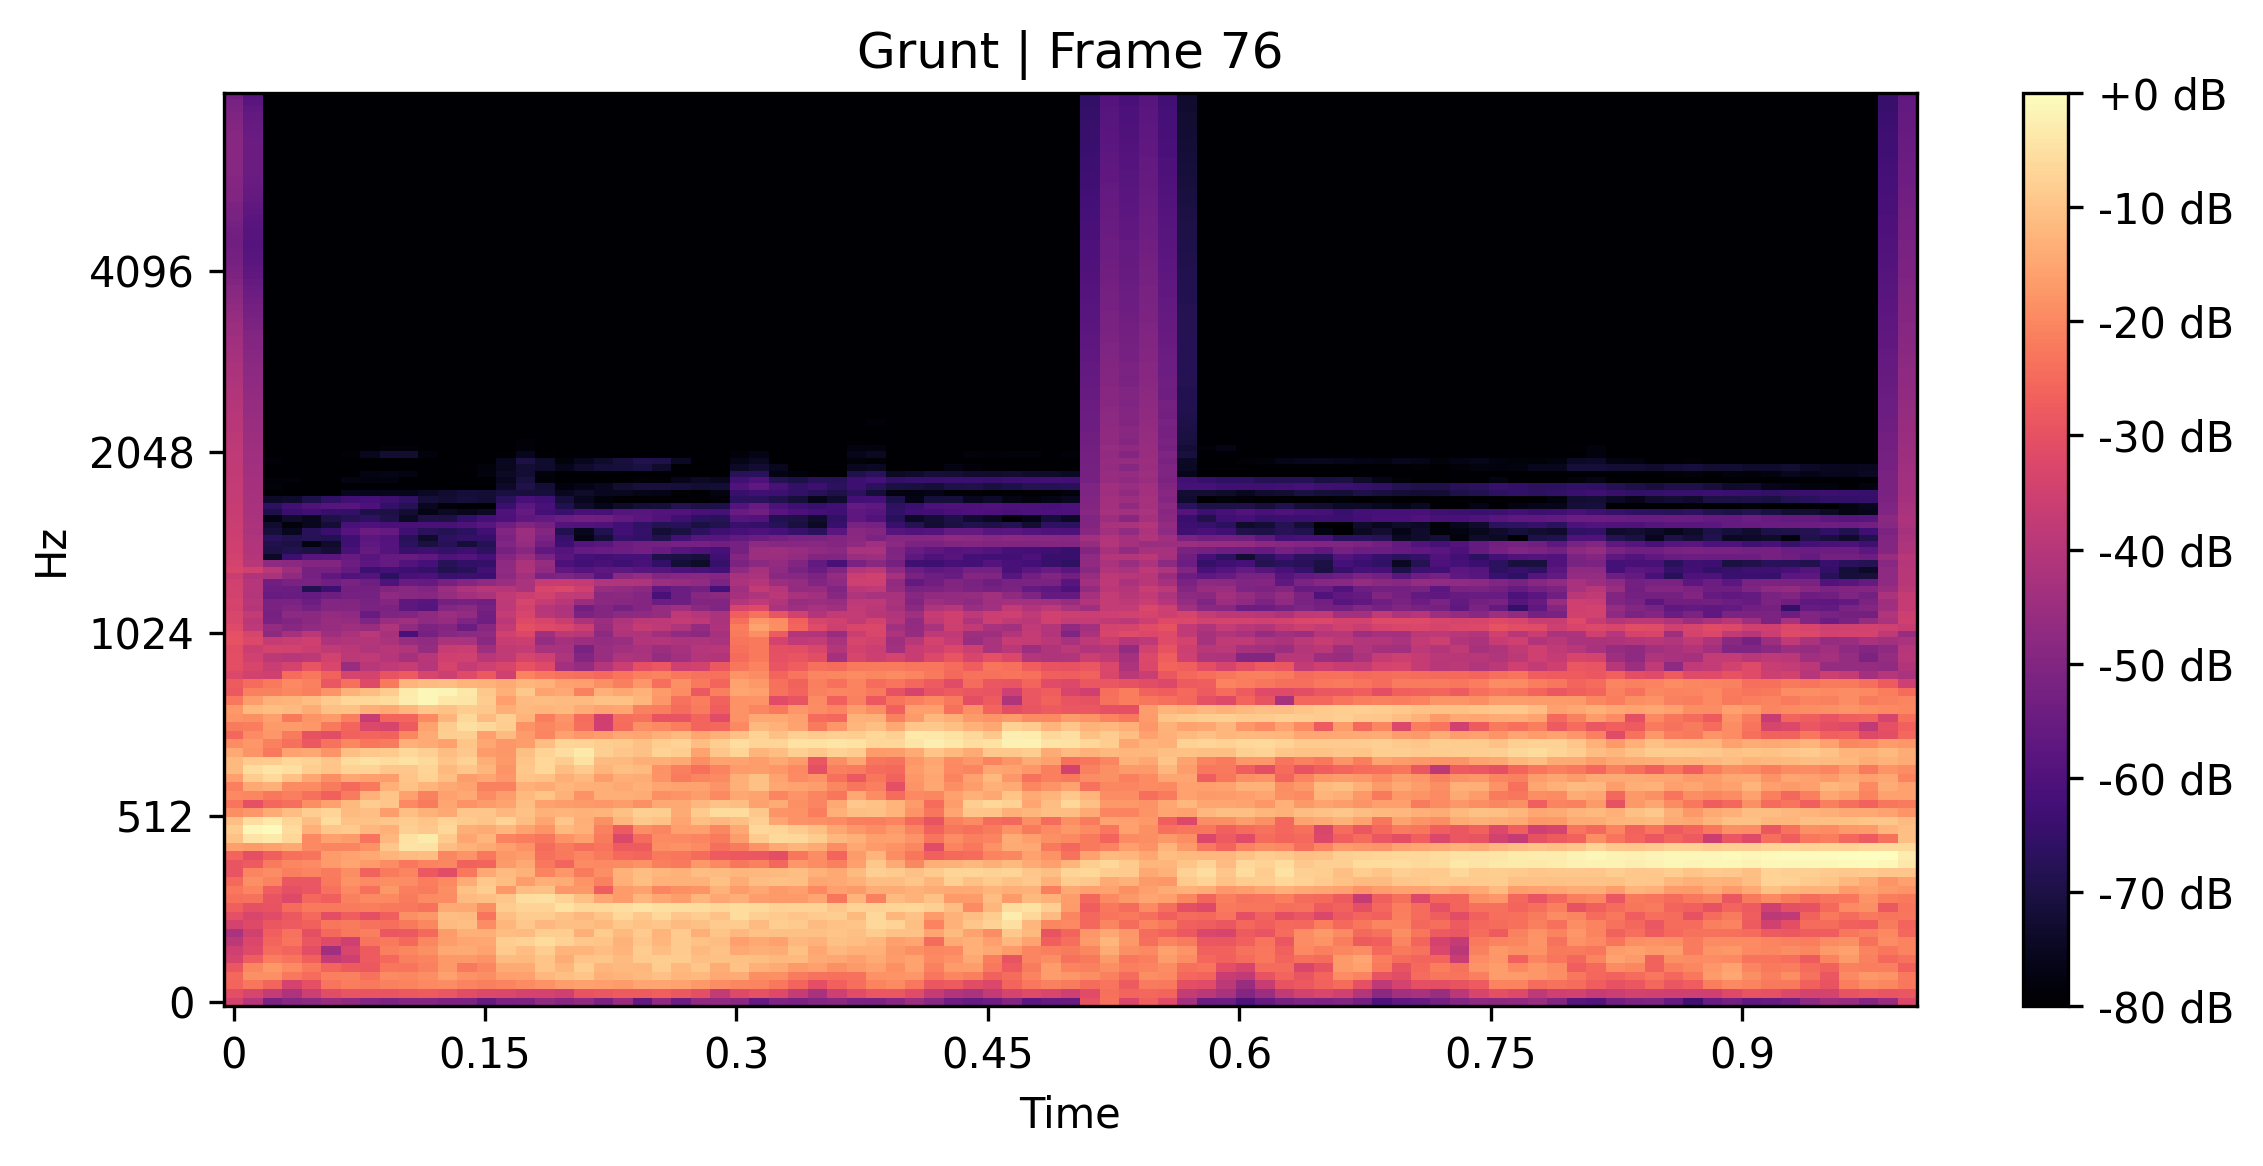 Grunt | Frame 76
+0 dB
-10 dB
-20 dB
-30 dB
-40 dB
-50 dB
-60 dB
-70 dB
-80 dB
4096
2048
1024
512
0
Hz
0 0.15 0.3 0.45 0.6 0.75 0.9
Time